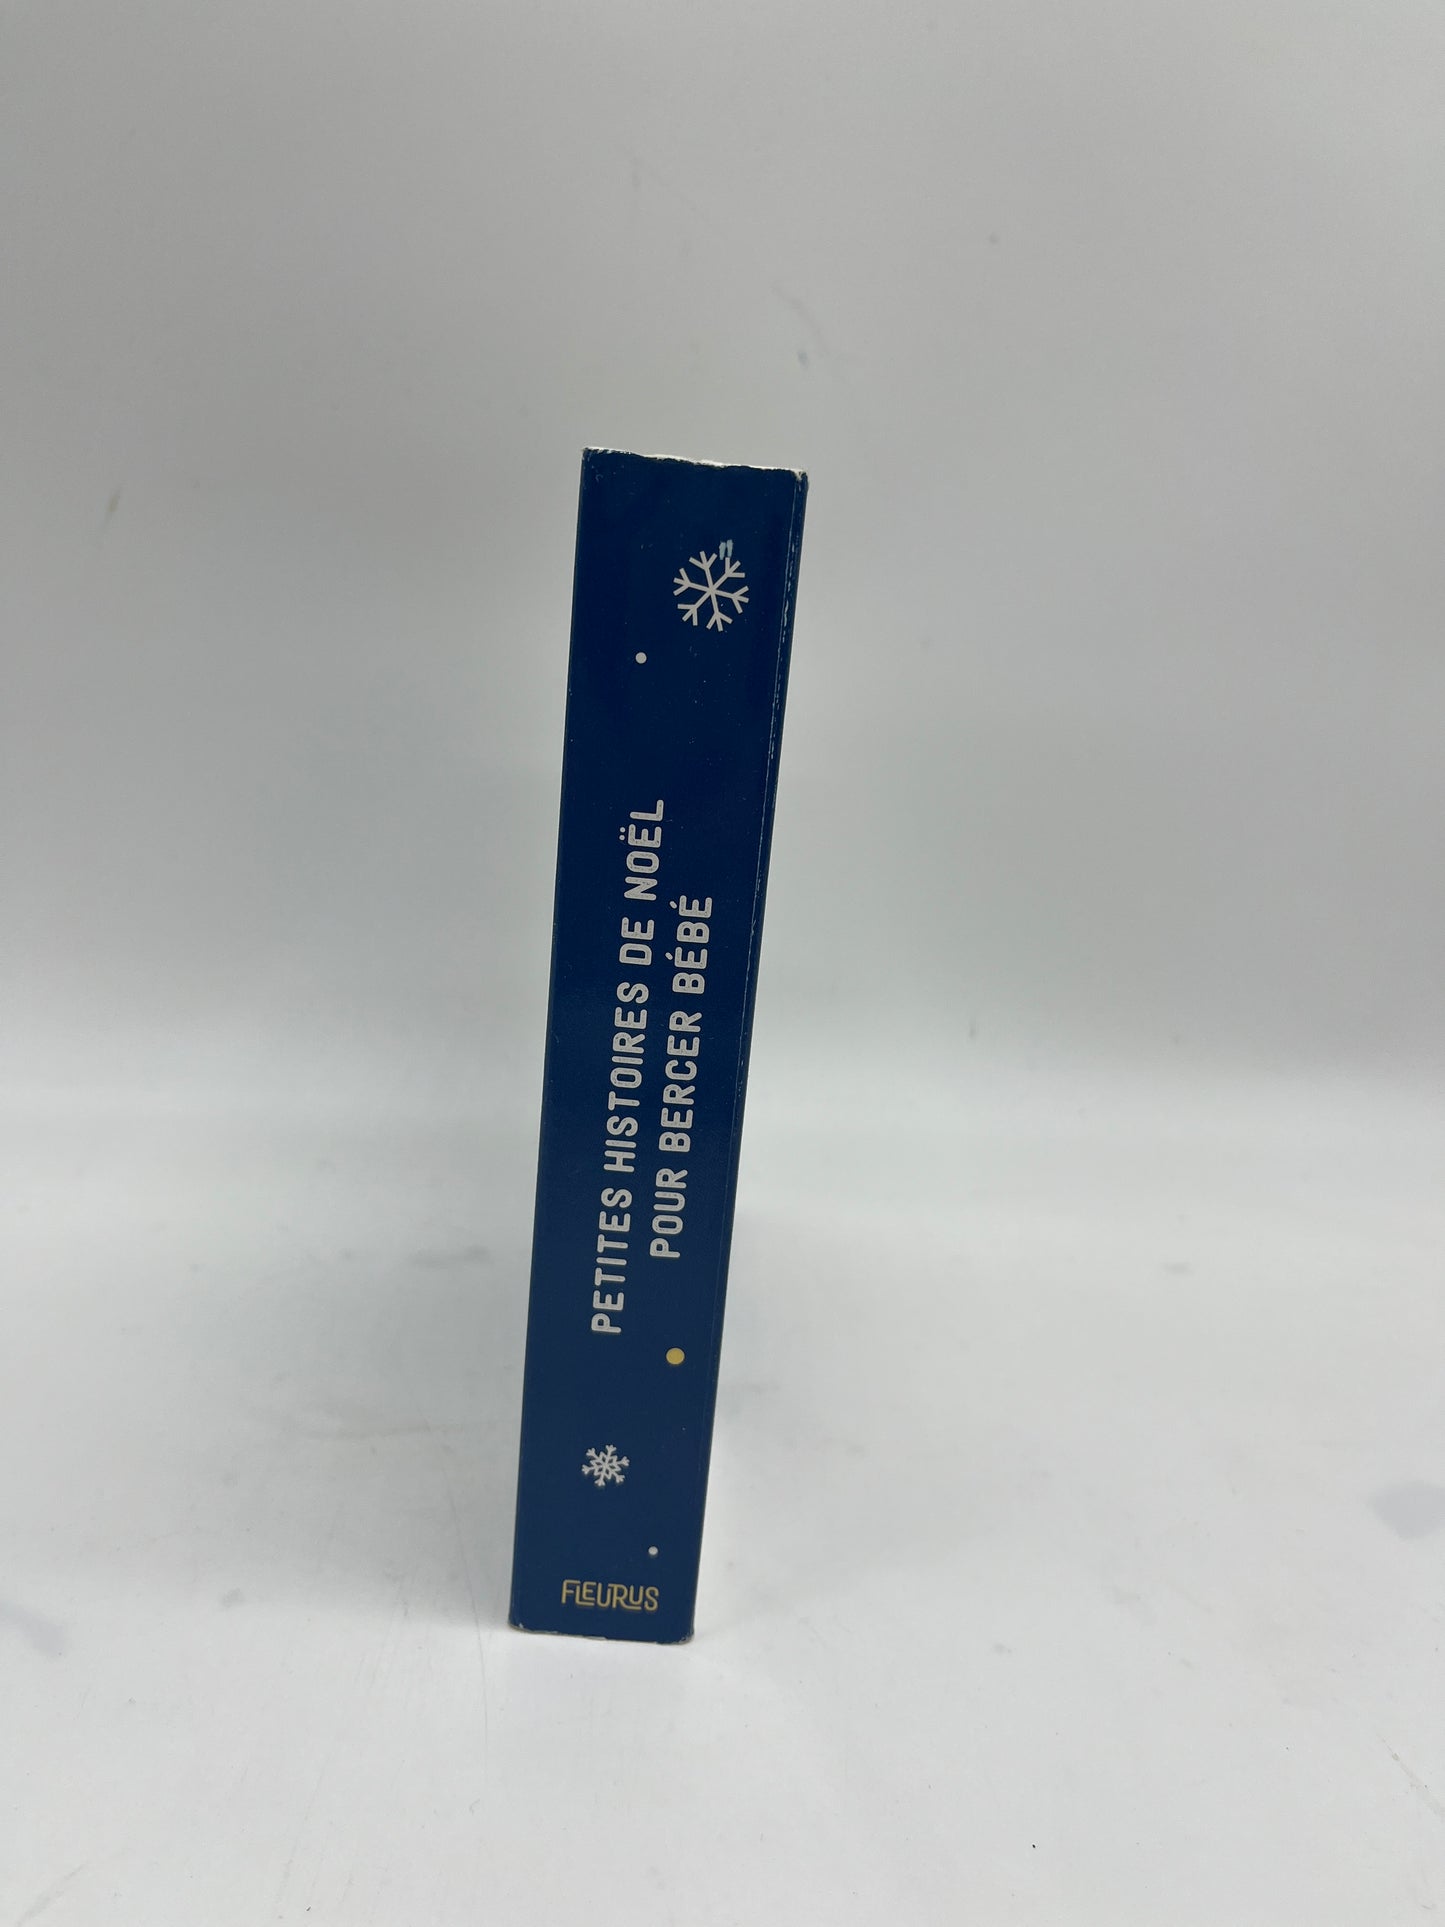 PETITES HISTOIRES DE NOËL
POUR BERCER BÉBÉ
FLEURUS